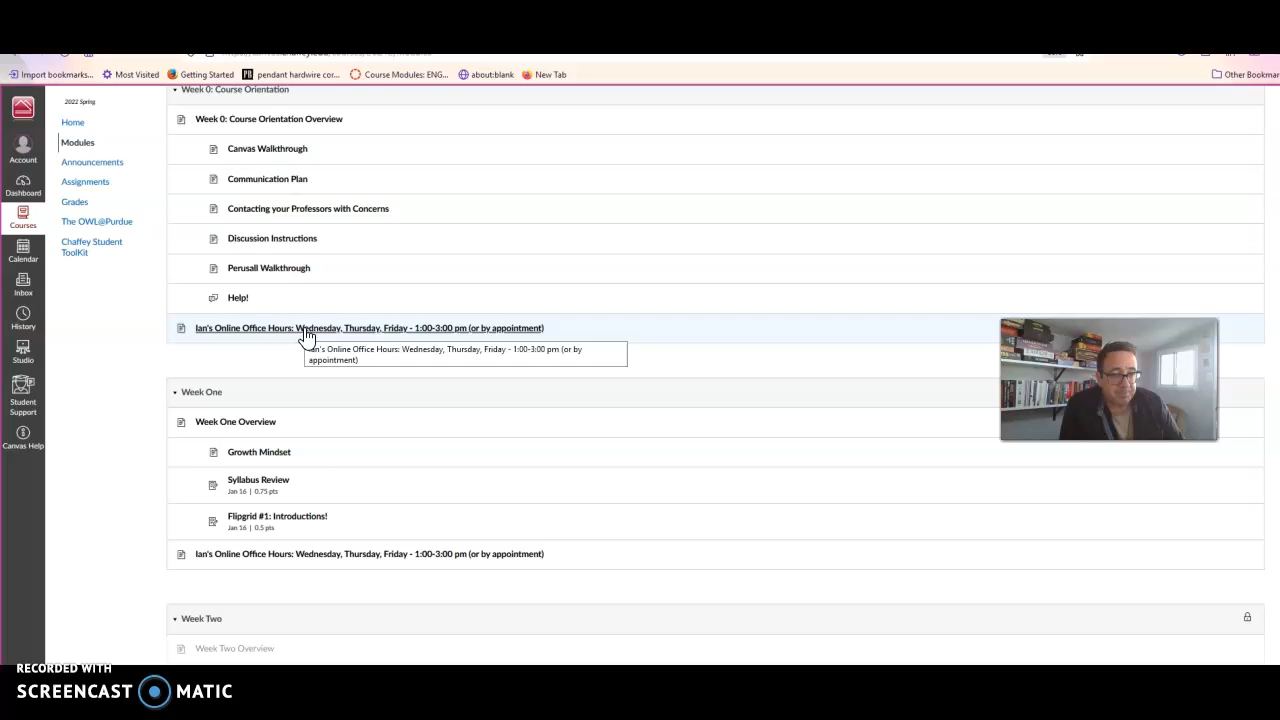 Import bookmarks...
Most Visited
Getting Started
PB
pendant hardwire cor...
Course Modules: ENG...
about:blank
New Tab
Other Bookmar
2022 Spring
Home
Modules
Announcements
Assignments
Grades
The OWL@Purdue
Chaffey Student
ToolKit
Account
Dashboard
Courses
Calendar
Inbox
History
Studio
Student
Support
Canvas Help
Week 0: Course Orientation
Week 0: Course Orientation Overview
Canvas Walkthrough
Communication Plan
Contacting your Professors with Concerns
Discussion Instructions
Perusall Walkthrough
Help!
Ian's Online Office Hours: Wednesday, Thursday, Friday - 1:00-3:00 pm (or by appointment)
Ian's Online Office Hours: Wednesday, Thursday, Friday - 1:00-3:00 pm (or by
appointment)
Week One
Week One Overview
Growth Mindset
Syllabus Review
Jan 16 | 0.75 pts
Flipgrid #1: Introductions!
Jan 16 | 0.5 pts
Ian's Online Office Hours: Wednesday, Thursday, Friday - 1:00-3:00 pm (or by appointment)
Week Two
Week Two Overview
RECORDED WITH
SCREENCAST MATIC